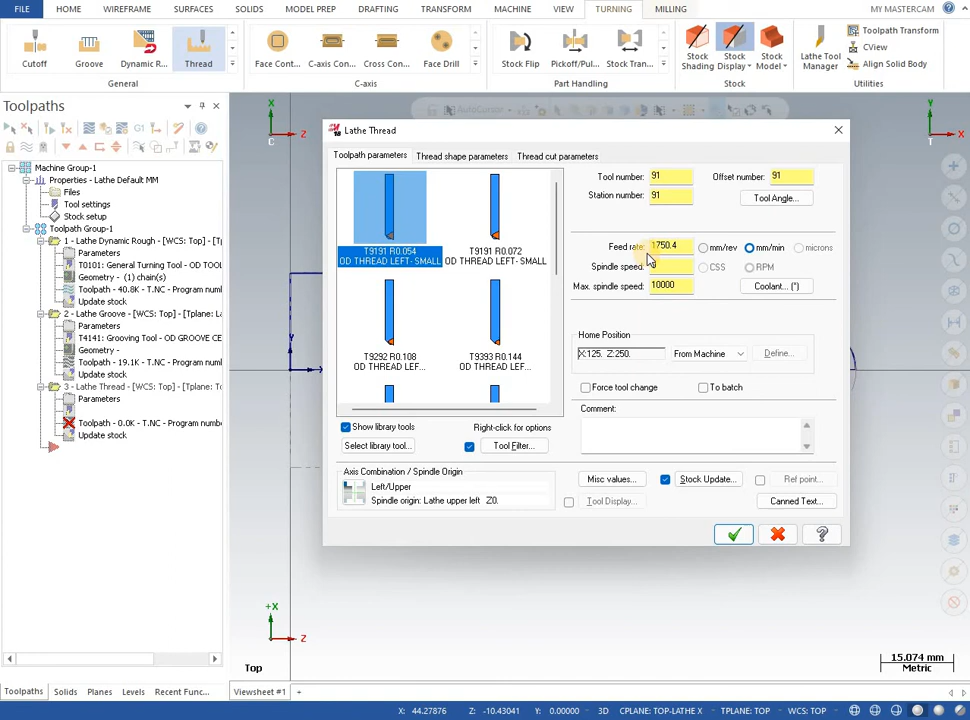 FILE HOME WIREFRAME SURFACES SOLIDS MODEL PREP DRAFTING TRANSFORM MACHINE VIEW TURNING MILLING MY MASTERCAM
Cutoff Groove Dynamic R... Thread
Face Cont... C-axis Con... Cross Con... Face Drill
Stock Flip Pickoff/Pul... Stock Tran...
Stock Shading Stock Display Stock Model
Lathe Tool Manager
Toolpath Transform
CView
Align Solid Body
General C-axis Part Handling Stock Utilities
Toolpaths
AutoCursor
Machine Group-1
Properties - Lathe Default MM
Files
Tool settings
Stock setup
Toolpath Group-1
1 - Lathe Dynamic Rough - [WCS: Top] - [T
Parameters
T0101: General Turning Tool - OD TOO
Geometry - (1) chain(s)
Toolpath - 40.8K - T.NC - Program num
Update stock
2 - Lathe Groove - [WCS: Top] - [Tplane: L
Parameters
T4141: Grooving Tool - OD GROOVE CE
Geometry -
Toolpath - 19.1K - T.NC - Program num
Update stock
3 - Lathe Thread - [WCS: Top] - [Tplane: T
Parameters
Toolpath - 0.0K - T.NC - Program numbe
Update stock
X
C
Z
Y
T
X
Lathe Thread
Toolpath parameters Thread shape parameters Thread cut parameters
T9191 R0.054
OD THREAD LEFT- SMALL
T9191 R0.072
OD THREAD LEFT- SMALL
T9292 R0.108
OD THREAD LEF...
T9393 R0.144
OD THREAD LEF...
Show library tools Right-click for options
Select library tool... Tool Filter...
Axis Combination / Spindle Origin
Left/Upper
Spindle origin: Lathe upper left Z0.
Tool number: 91 Offset number: 91
Station number: 91 Tool Angle...
Feed rate: 1750.4 mm/rev mm/min microns
Spindle speed: CSS RPM
Max. spindle speed: 10000 Coolant... (*)
Home Position
X:125. Z:250. From Machine Define...
Force tool change To batch
Comment:
Misc values... Stock Update... Ref point...
Tool Display... Canned Text...
+X
Z
Top
15.074 mm
Metric
Toolpaths Solids Planes Levels Recent Func... Viewsheet #1 +
X: 44.27876 Z: -10.43041 Y: 0.00000 3D CPLANE: TOP-LATHE X TPLANE: TOP WCS: TOP